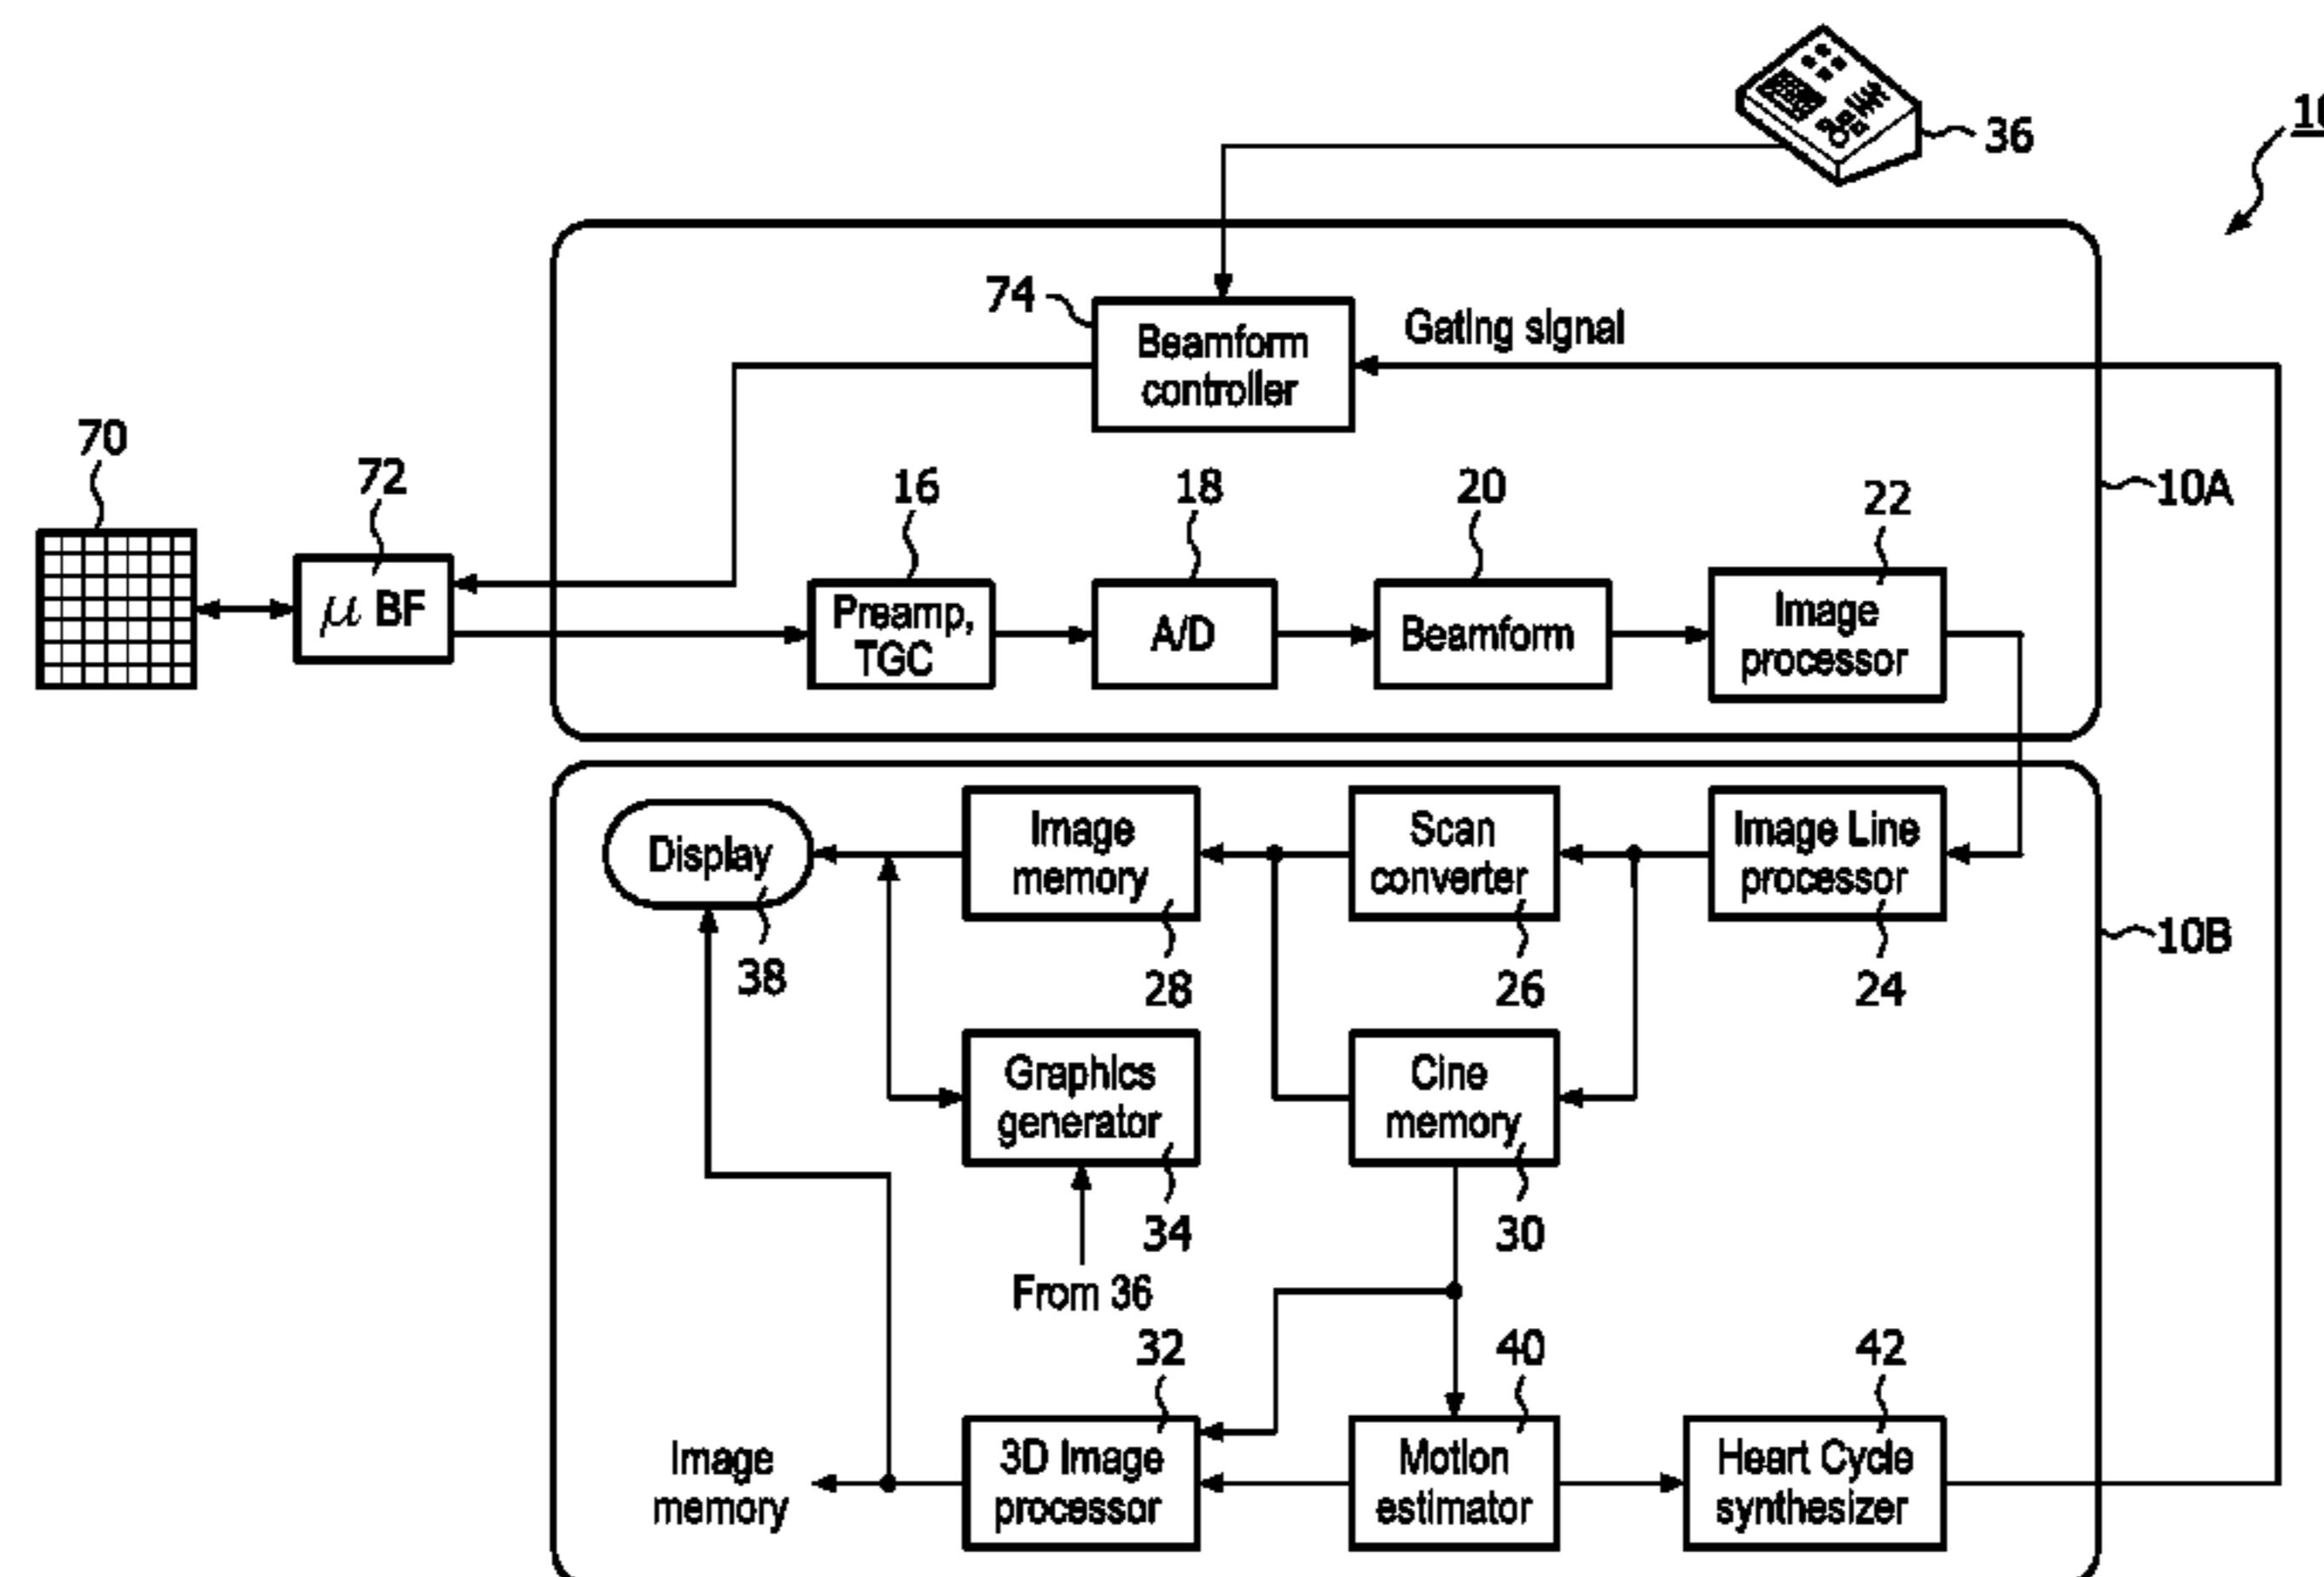 36
10
74
Beamform
controller
Gating signal
70
72
μ BF
16
Preamp,
TGC
18
A/D
20
Beamform
22
Image
processor
10A
Display
38
Image
memory
28
Scan
converter
26
Image Line
processor
24
10B
Graphics
generator
34
From 36
Cine
memory
30
Image
memory
32
3D Image
processor
40
Motion
estimator
42
Heart Cycle
synthesizer